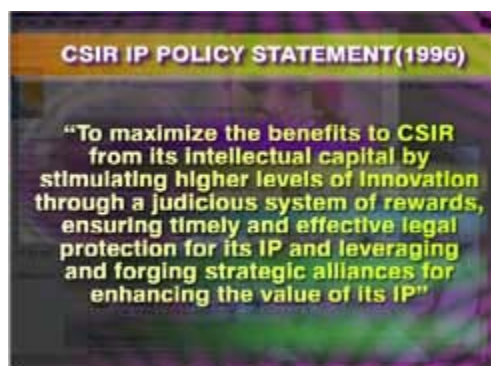 CSIR IP POLICY STATEMENT(1996)
“To maximize the benefits to CSIR
from its intellectual capital by
stimulating higher levels of innovation
through a judicious system of rewards,
ensuring timely and effective legal
protection for its IP and leveraging
and forging strategic alliances for
enhancing the value of its IP”